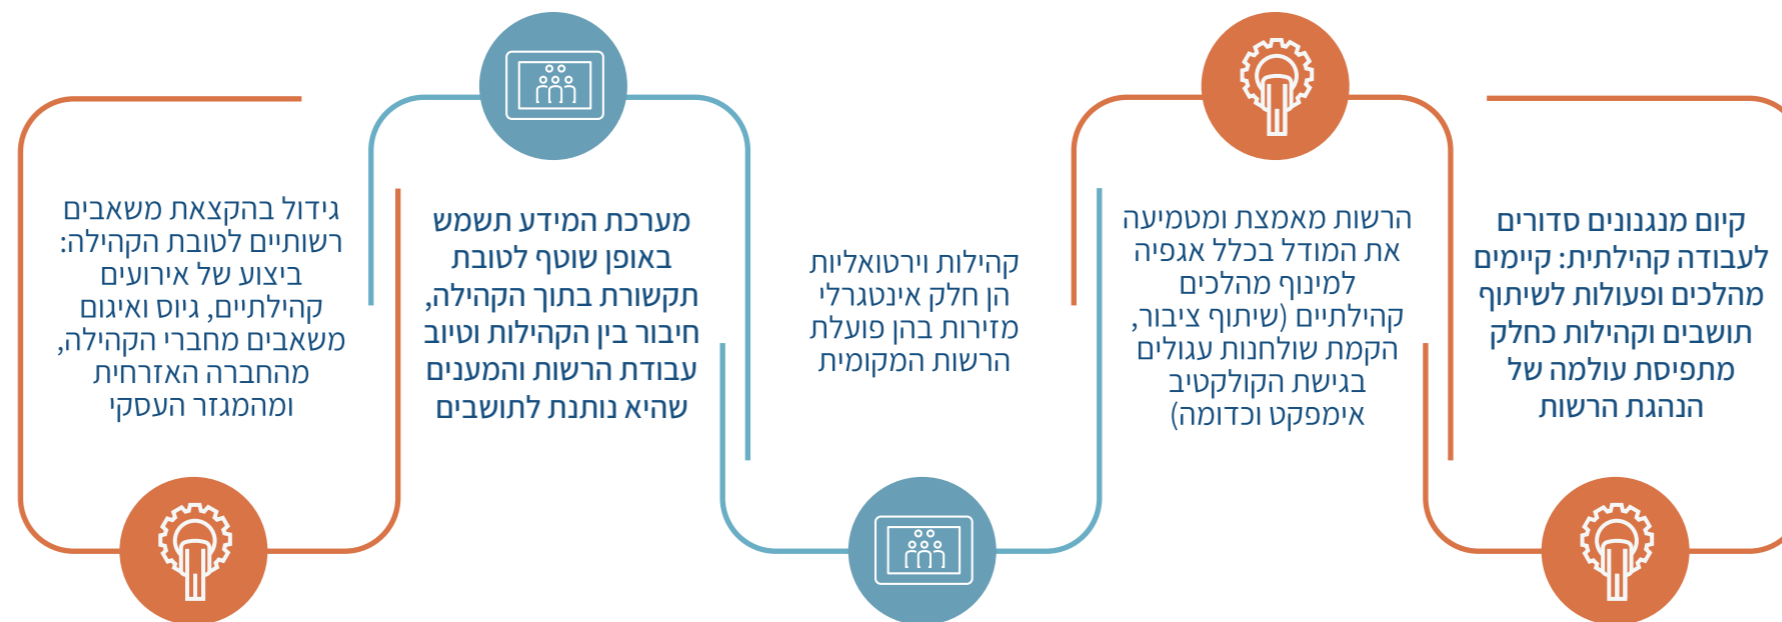 קיום מנגנונים סדורים
לעבודה קהילתית: קיימים
מהלכים ופעולות לשיתוף
תושבים וקהילות כחלק
מתפיסת עולמה של
הנהגת הרשות
הרשות מאמצת ומטמיעה
את המודל בכלל אגפיה
למינוף מהלכים
קהילתיים (שיתוף ציבור,
הקמת שולחנות עגולים
בגישת הקולקטיב
אימפקט וכדומה)
קהילות וירטואליות
הן חלק אינטגרלי
מזירות בהן פועלת
הרשות המקומית
מערכת המידע תשמש
באופן שוטף לטובת
תקשורת בתוך הקהילה,
חיבור בין הקהילות וטיוב
עבודת הרשות והמענים
שהיא נותנת לתושבים
גידול בהקצאת משאבים
רשותיים לטובת הקהילה:
ביצוע של אירועים
קהילתיים, גיוס ואיגום
משאבים מחברי הקהילה,
מהחברה האזרחית
ומהמגזר העסקי